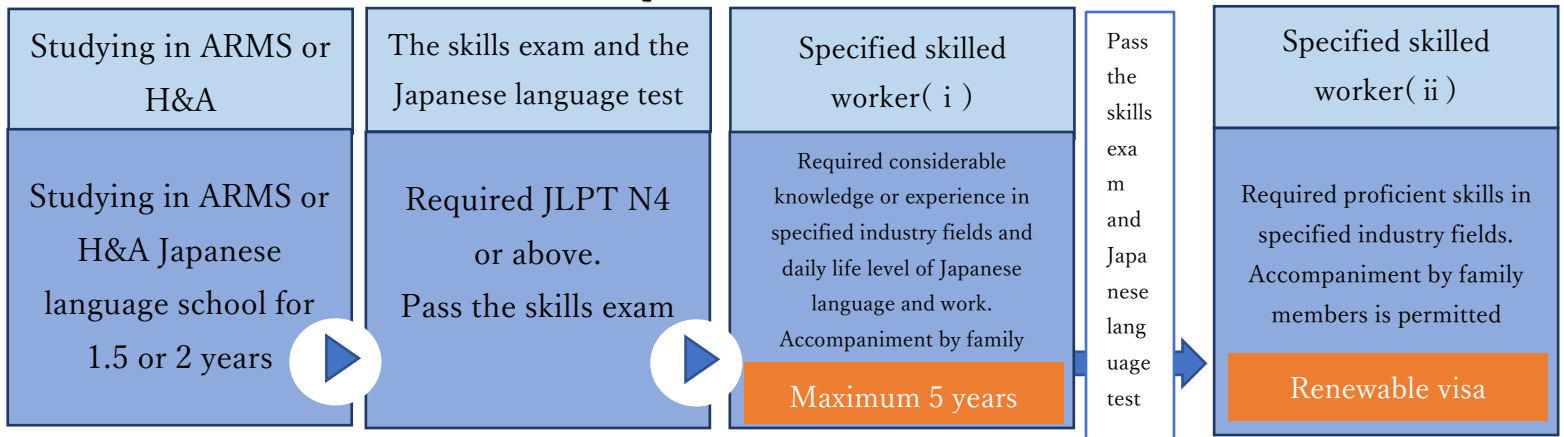 Studying in ARMS or
H&A
Studying in ARMS or
H&A Japanese
language school for
1.5 or 2 years
The skills exam and the
Japanese language test
Required JLPT N4
or above.
Pass the skills exam
Specified skilled
worker( ⅰ )
Required considerable
knowledge or experience in
specified industry fields and
daily life level of Japanese
language and work.
Accompaniment by family
Maximum 5 years
Pass
the
skills
exa
m
and
Japa
nese
lang
uage
test
Specified skilled
worker( ⅱ )
Required proficient skills in
specified industry fields.
Accompaniment by family
members is permitted
Renewable visa